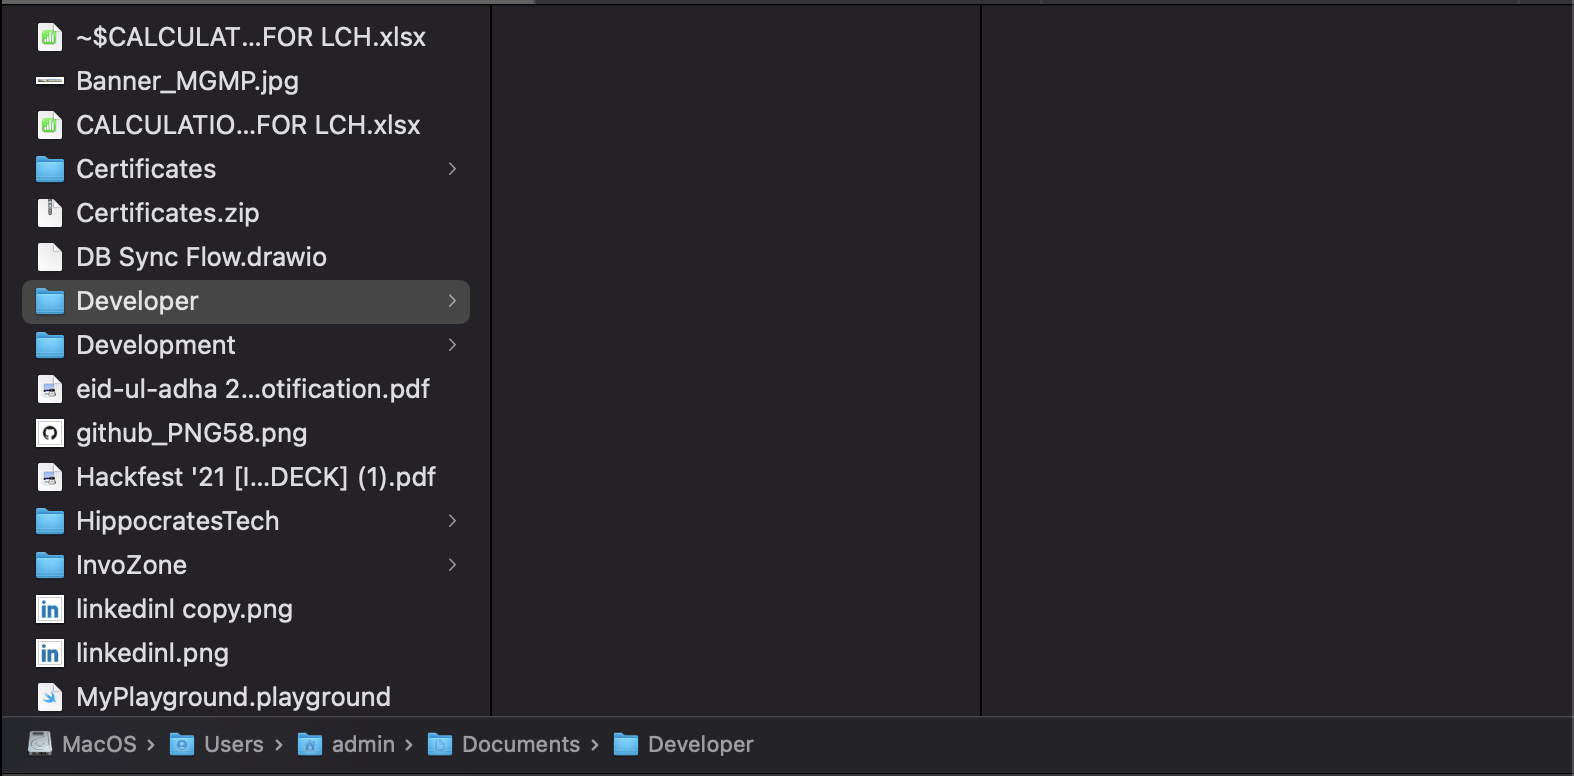 ~$CALCULAT...FOR LCH.xlsx
Banner_MGMP.jpg
CALCULATIO...FOR LCH.xlsx
Certificates
Certificates.zip
DB Sync Flow.drawio
Developer
Development
eid-ul-adha 2...otification.pdf
github_PNG58.png
Hackfest '21 [I...DECK] (1).pdf
HippocratesTech
InvoZone
linkedinI copy.png
linkedinI.png
MyPlayground.playground
MacOS › Users › admin › Documents › Developer